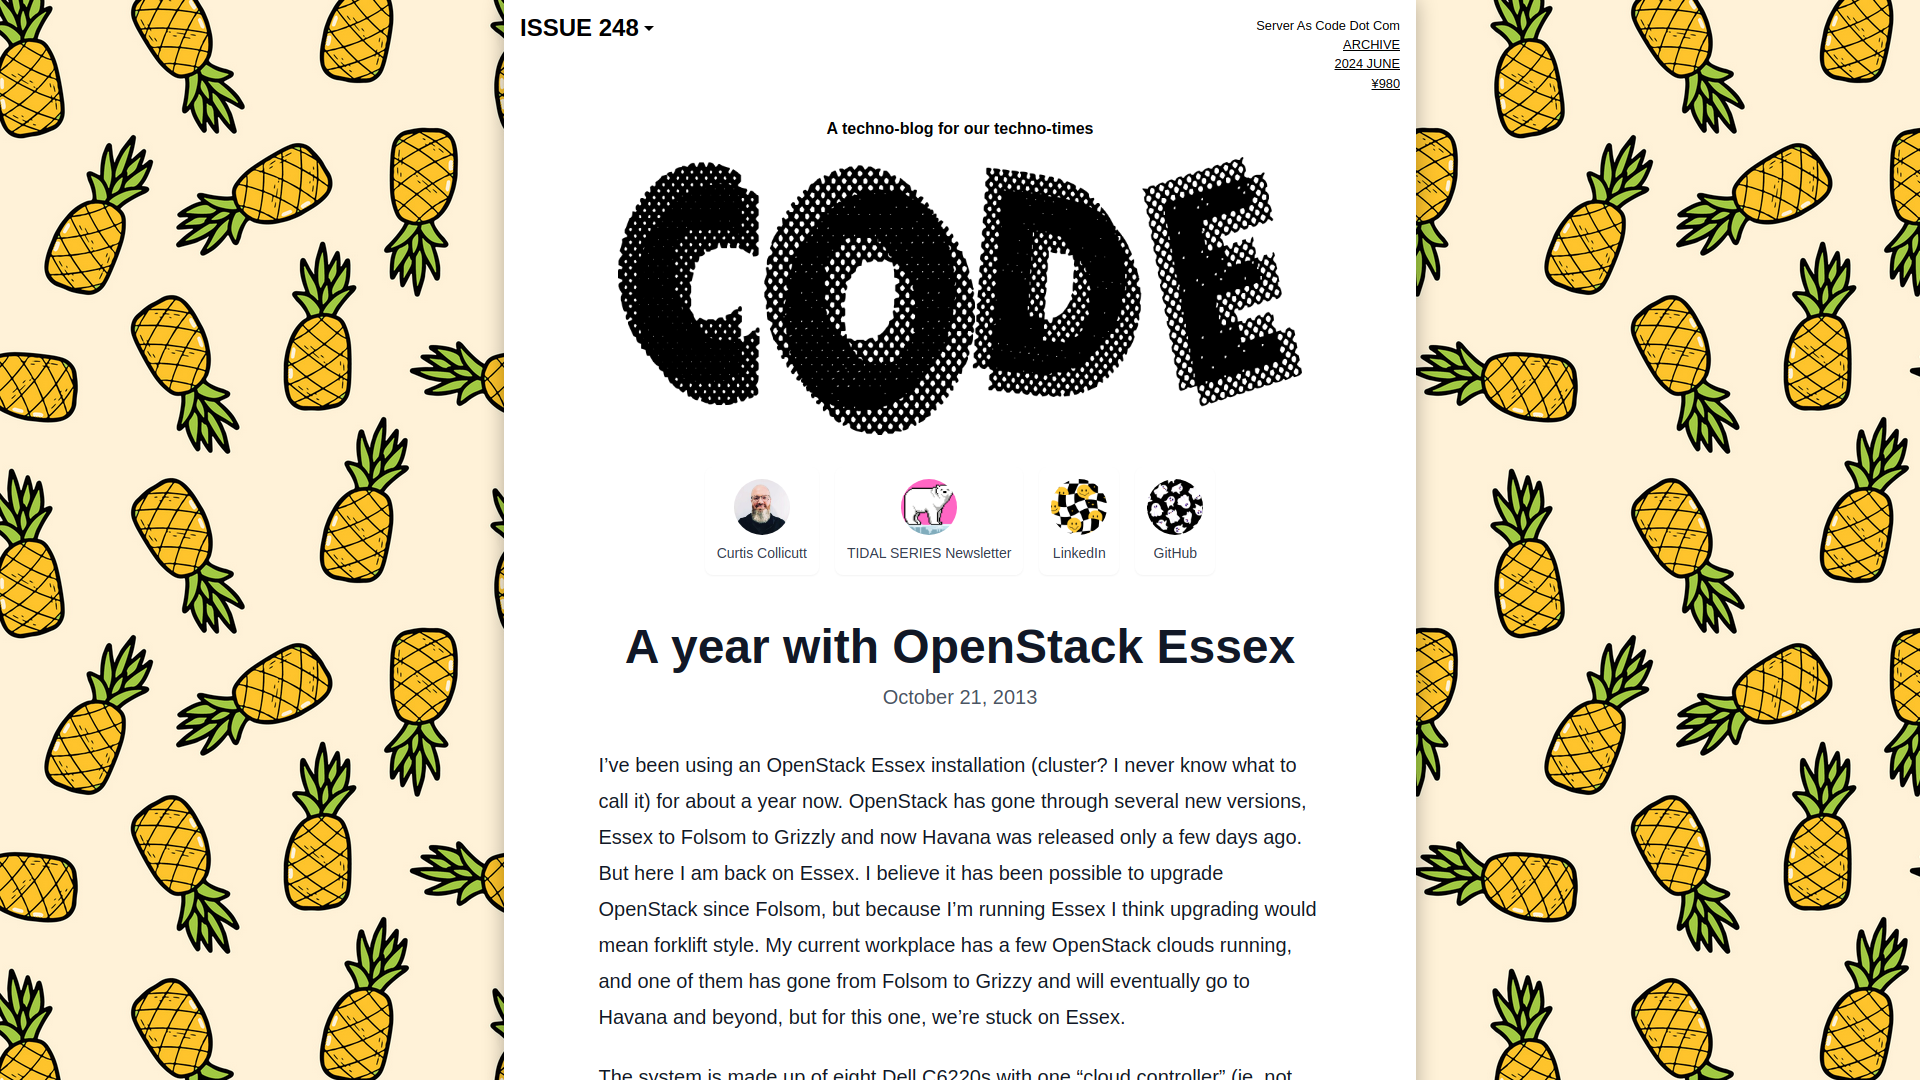 ISSUE 248
Server As Code Dot Com
ARCHIVE
2024 JUNE
¥980
A techno-blog for our techno-times
CODE
Curtis Collicutt
TIDAL SERIES Newsletter
LinkedIn
GitHub
A year with OpenStack Essex
October 21, 2013
I’ve been using an OpenStack Essex installation (cluster? I never know what to
call it) for about a year now. OpenStack has gone through several new versions,
Essex to Folsom to Grizzly and now Havana was released only a few days ago.
But here I am back on Essex. I believe it has been possible to upgrade
OpenStack since Folsom, but because I’m running Essex I think upgrading would
mean forklift style. My current workplace has a few OpenStack clouds running,
and one of them has gone from Folsom to Grizzy and will eventually go to
Havana and beyond, but for this one, we’re stuck on Essex.
The system is made up of eight Dell C6220s with one “cloud controller” (ie. not